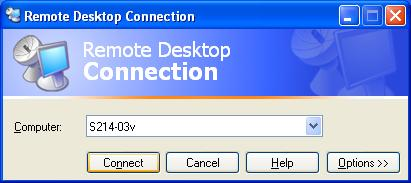 Remote Desktop Connection
Remote Desktop
Connection
Computer: S214-03v
Connect Cancel Help Options >>